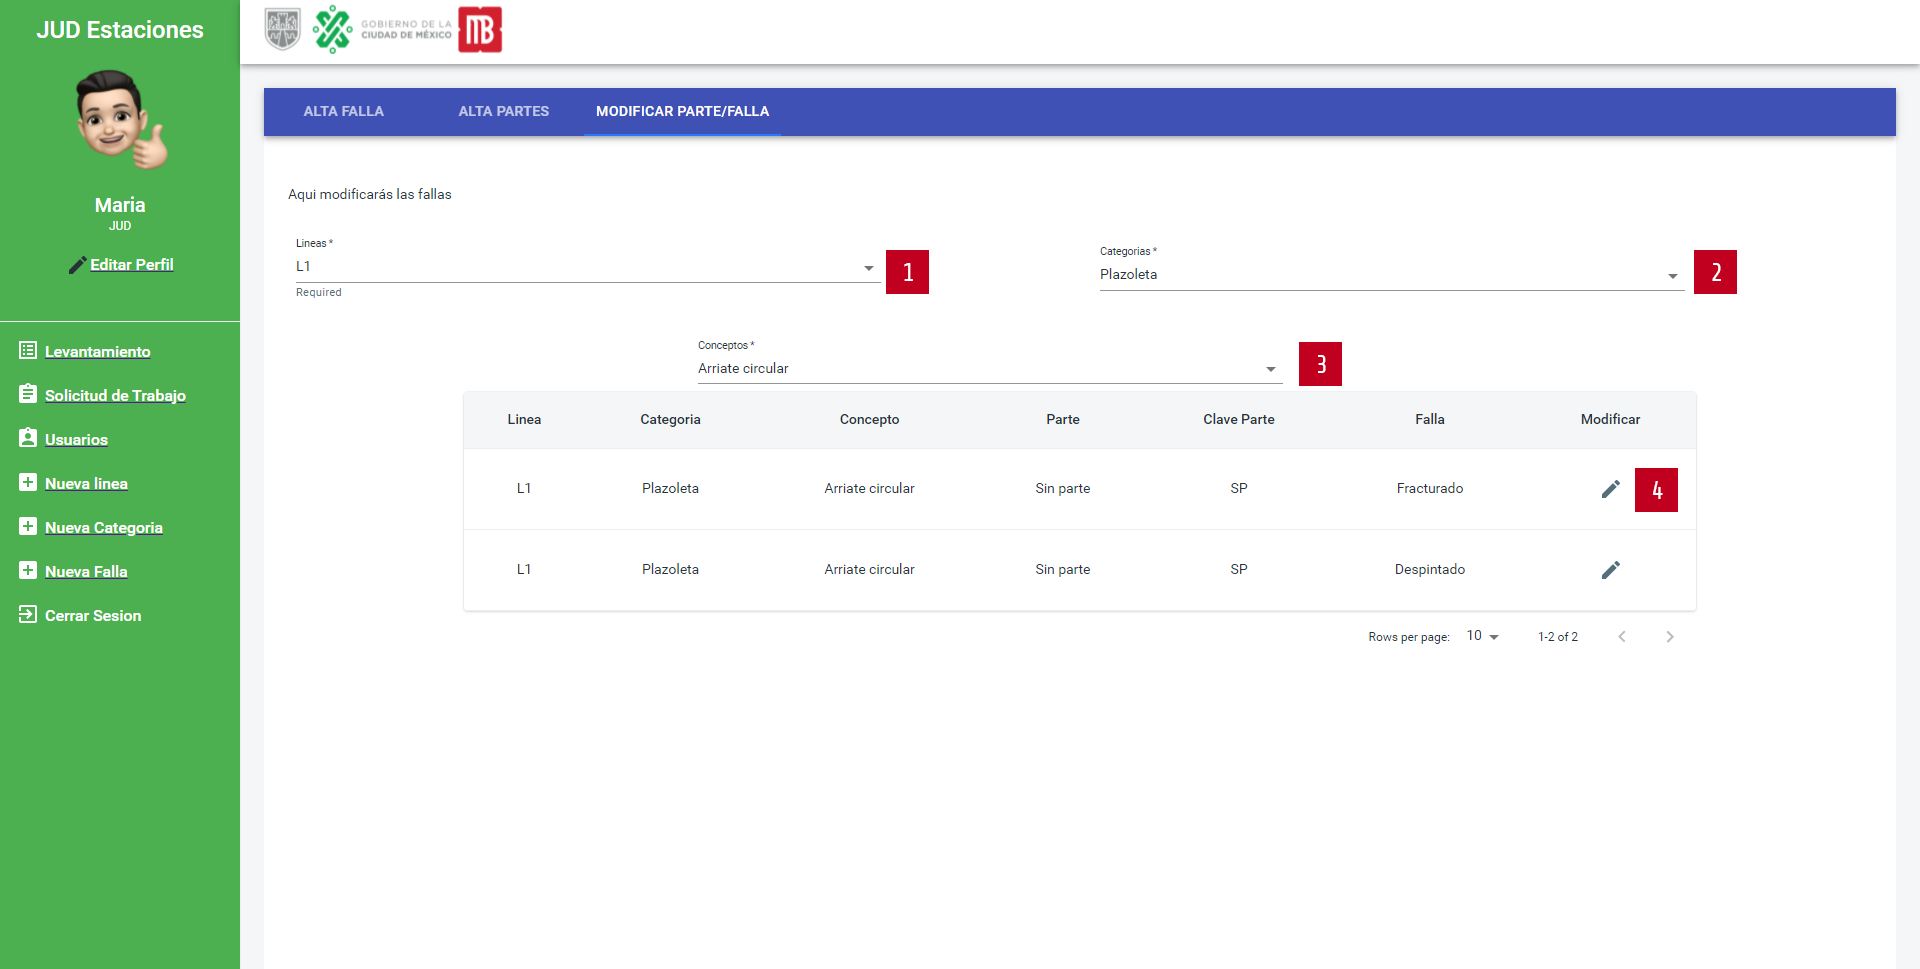 JUD Estaciones
Maria
JUD
Editar Perfil
Levantamiento
Solicitud de Trabajo
Usuarios
Nueva linea
Nueva Categoria
Nueva Falla
Cerrar Sesion
GOBIERNO DE LA
CIUDAD DE MÉXICO
MB
ALTA FALLA ALTA PARTES MODIFICAR PARTE/FALLA
Aqui modificarás las fallas
Lineas *
L1
Required
1
Categorias *
Plazoleta
2
Conceptos *
Arriate circular
3
Linea Categoria Concepto Parte Clave Parte Falla Modificar
L1 Plazoleta Arriate circular Sin parte SP Fracturado 4
L1 Plazoleta Arriate circular Sin parte SP Despintado
Rows per page: 10 1-2 of 2